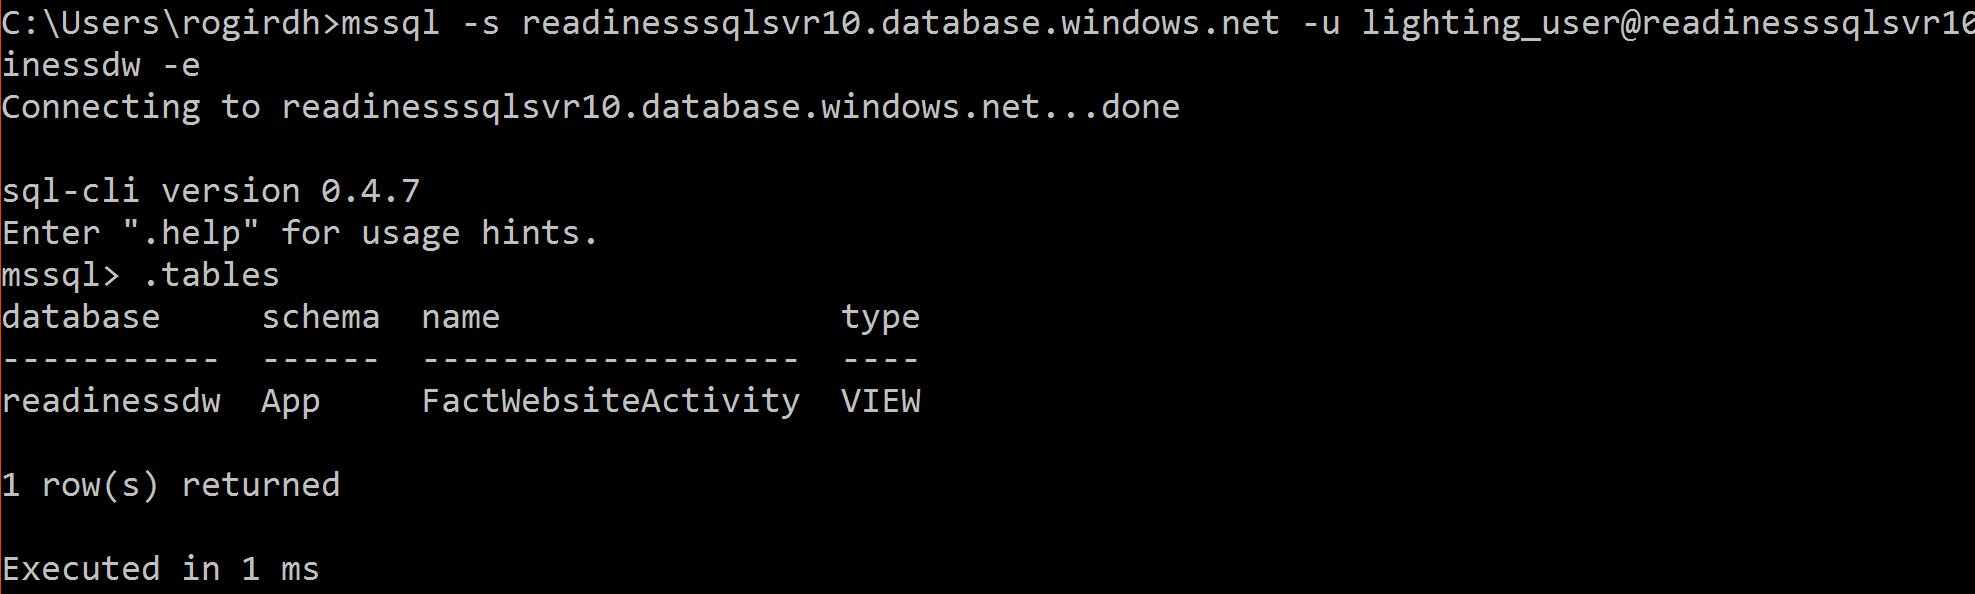 C:\Users\rogirdh>mssql -s readinesssqlsvr10.database.windows.net -u lighting_user@readinesssqlsvr10
inessdw -e
Connecting to readinesssqlsvr10.database.windows.net...done
sql-cli version 0.4.7
Enter ".help" for usage hints.
mssql> .tables
database     schema  name                 type
-----------  ------  -------------------  ----
readinessdw  App     FactWebsiteActivity  VIEW
1 row(s) returned
Executed in 1 ms